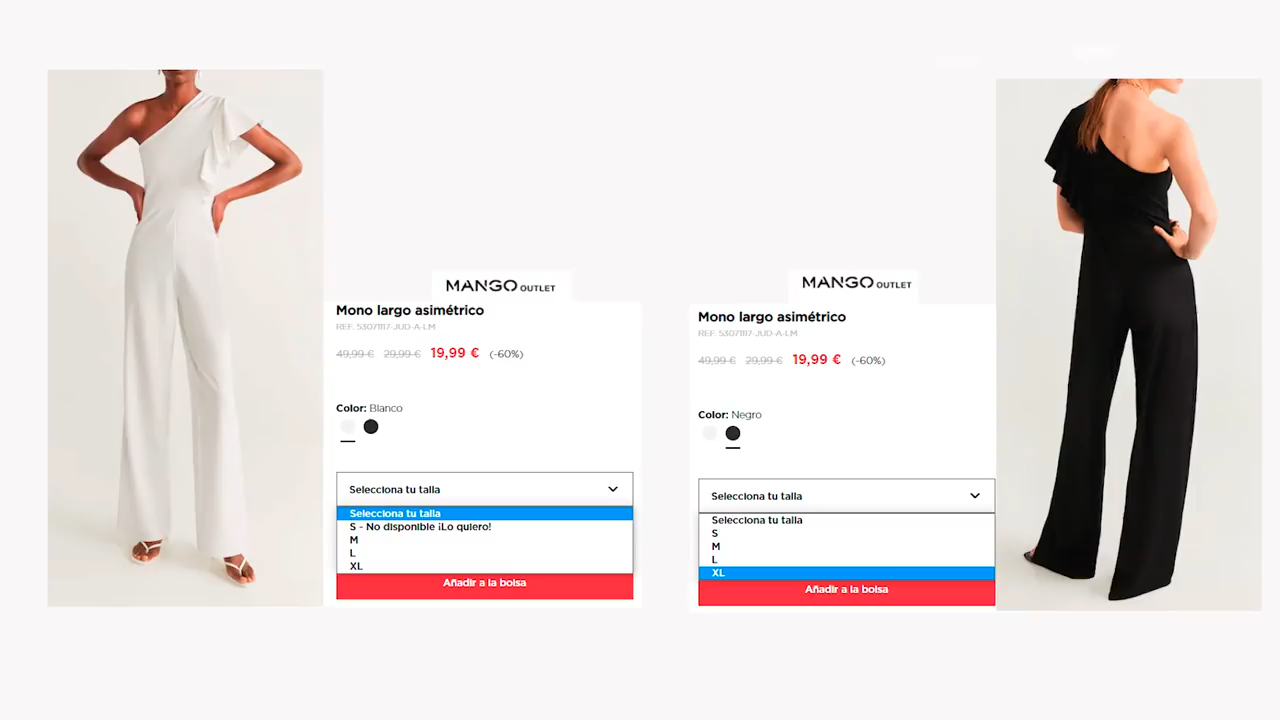 MANGO OUTLET
Mono largo asimétrico
REF. 53071117-JUD-A-LM
49,99 € 29,99 € 19,99 € (-60%)
Color: Blanco
Selecciona tu talla
Selecciona tu talla
S - No disponible ¡Lo quiero!
M
L
XL
Añadir a la bolsa
MANGO OUTLET
Mono largo asimétrico
REF. 53071117-JUD-A-LM
49,99 € 29,99 € 19,99 € (-60%)
Color: Negro
Selecciona tu talla
Selecciona tu talla
S
M
L
XL
Añadir a la bolsa